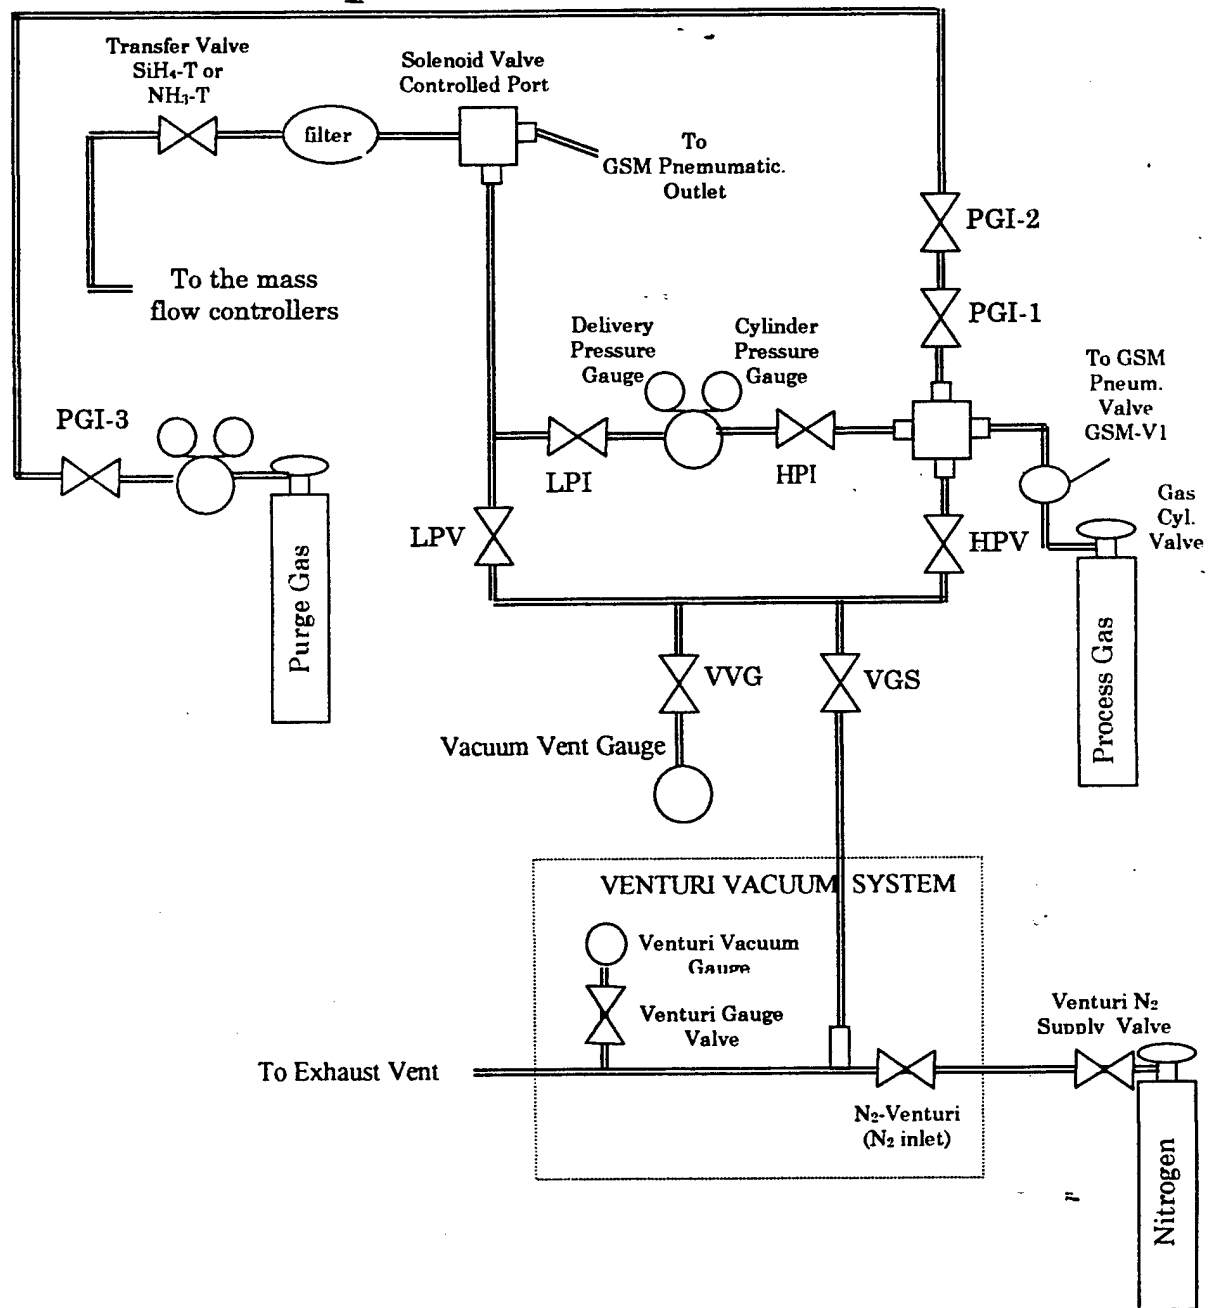 Transfer Valve
SiH₄-T or
NH₃-T
Solenoid Valve
Controlled Port
filter
To
GSM Pnemumatic.
Outlet
PGI-2
To the mass
flow controllers
PGI-1
Delivery
Pressure
Gauge
Cylinder
Pressure
Gauge
To GSM
Pneum.
Valve
GSM-V1
PGI-3
LPI
HPI
Gas
Cyl.
Valve
LPV
HPV
Purge Gas
Process Gas
VVG
VGS
Vacuum Vent Gauge
VENTURI VACUUM SYSTEM
Venturi Vacuum
Gauge
Venturi Gauge
Valve
Venturi N₂
Supply Valve
To Exhaust Vent
N₂-Venturi
(N₂ inlet)
Nitrogen